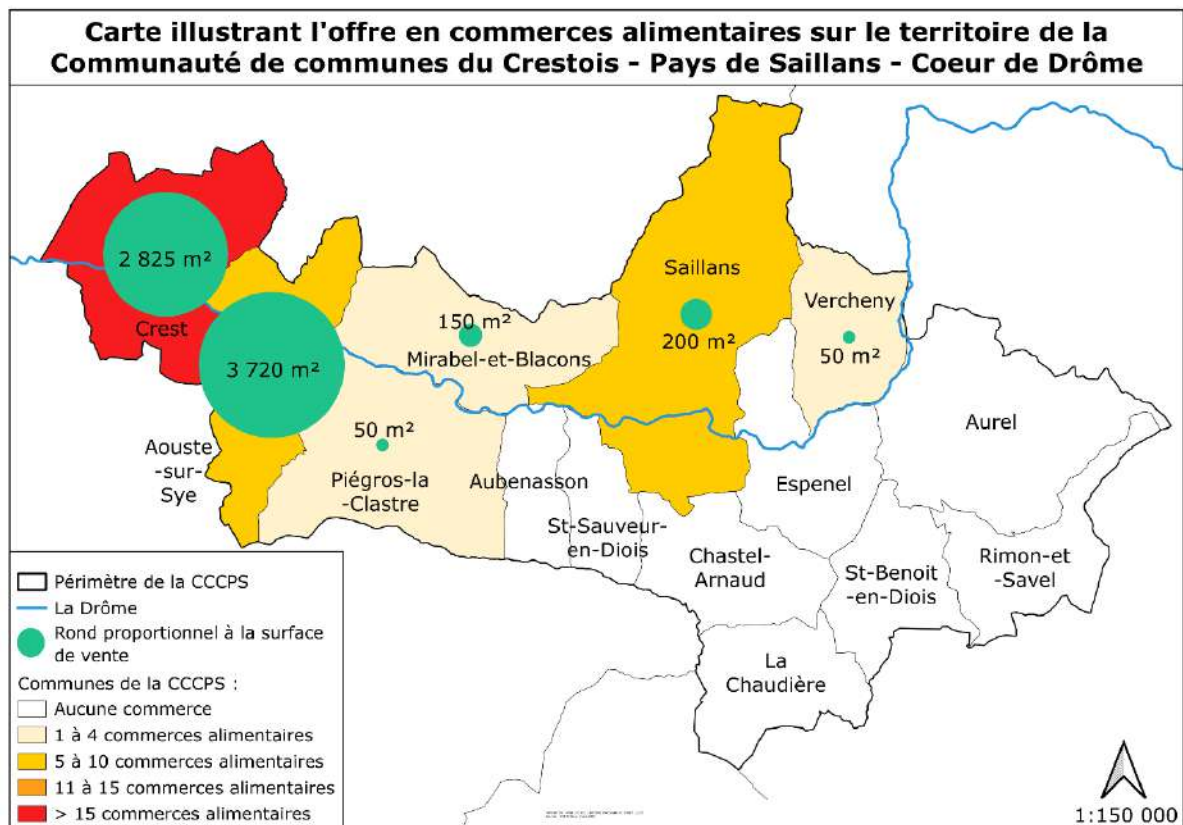 Carte illustrant l'offre en commerces alimentaires sur le territoire de la
Communauté de communes du Crestois - Pays de Saillans - Coeur de Drôme
2 825 m²
Crest
3 720 m²
Aouste
-sur-
Sye
150 m²
Mirabel-et-Blacons
50 m²
Piégros-la
-Clastre
Saillans
200 m²
Vercheny
50 m²
Aubenasson
St-Sauveur-
en-Diois
Espenel
Aurel
Chastel-
Arnaud
St-Benoit
-en-Diois
Rimon-et
-Savel
La
Chaudière
Périmètre de la CCCPS
La Drôme
Rond proportionnel à la surface
de vente
Communes de la CCCPS :
Aucune commerce
1 à 4 commerces alimentaires
5 à 10 commerces alimentaires
11 à 15 commerces alimentaires
> 15 commerces alimentaires
1:150 000